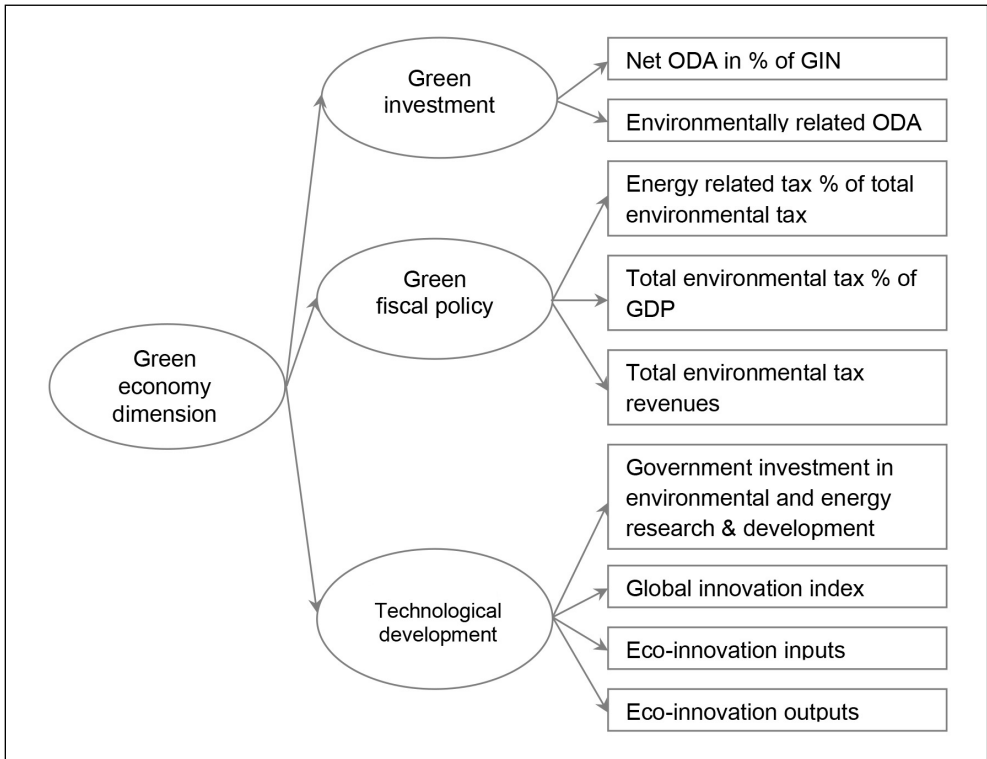 Green
economy
dimension
Green
investment
Net ODA in % of GIN
Environmentally related ODA
Green
fiscal policy
Energy related tax % of total
environmental tax
Total environmental tax % of
GDP
Total environmental tax
revenues
Technological
development
Government investment in
environmental and energy
research & development
Global innovation index
Eco-innovation inputs
Eco-innovation outputs